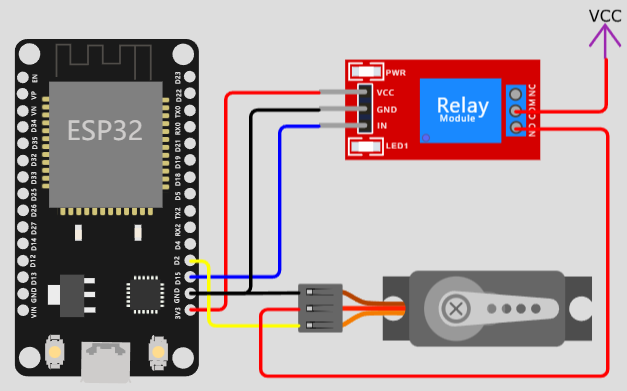 VCC
EN
VP
VN
D34
D35
D32
D33
D25
D26
D27
D14
D12
D13
GND
VIN
ESP32
D23
D22
TX0
RX0
D21
D19
D18
D5
TX2
RX2
D4
D2
D15
GND
3V3
PWR
VCC
GND
IN
LED1
Relay
Module
NO COM NC